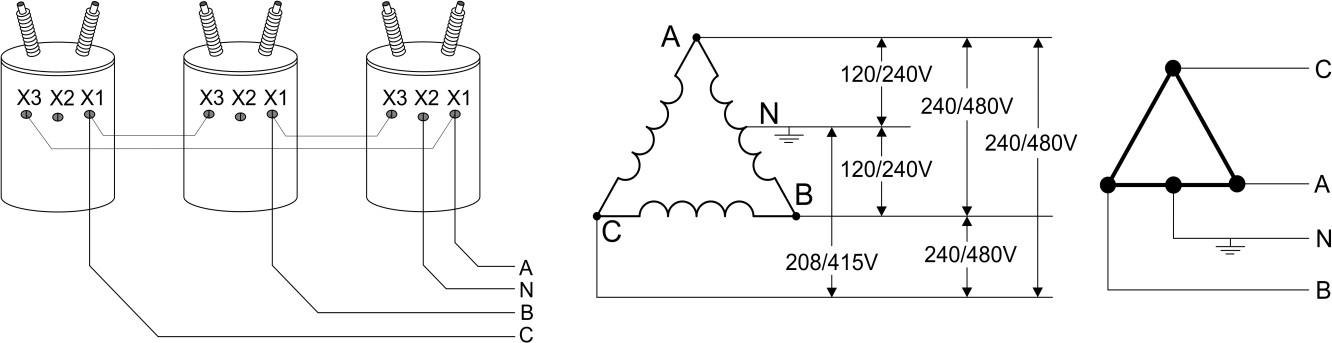 X3 X2 X1
X3 X2 X1
X3 X2 X1
A
N
B
C
A
N
B
C
120/240V
120/240V
208/415V
240/480V
240/480V
240/480V
C
A
N
B